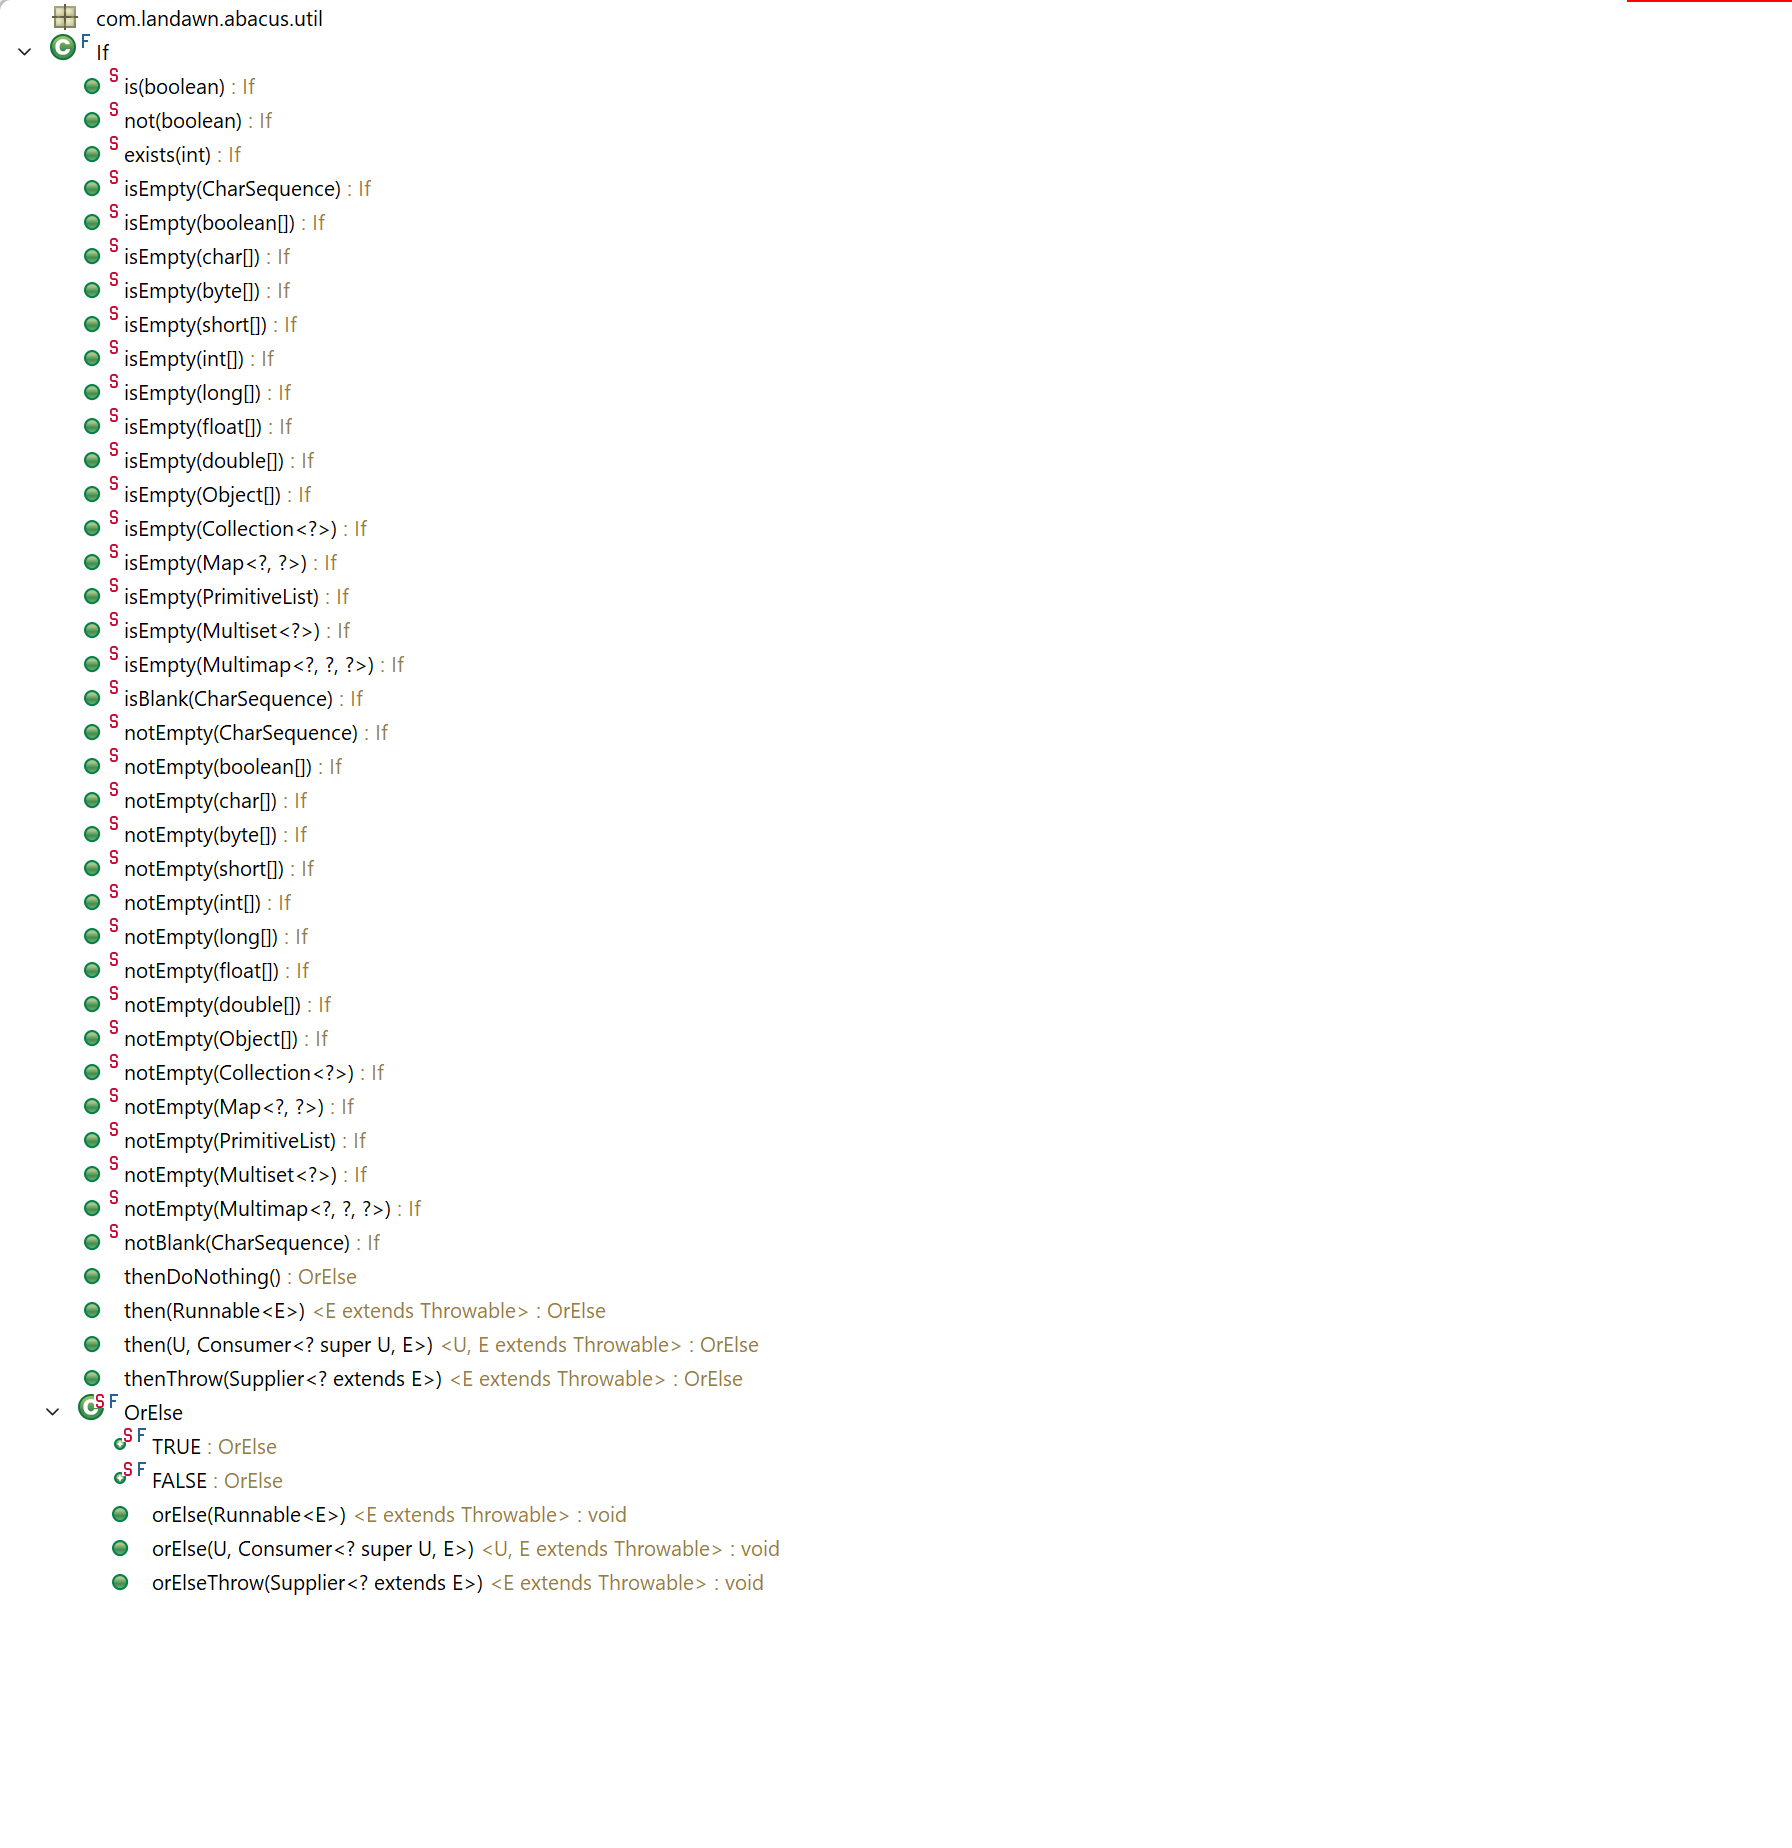 com.landawn.abacus.util
If
is(boolean) : If
not(boolean) : If
exists(int) : If
isEmpty(CharSequence) : If
isEmpty(boolean[]) : If
isEmpty(char[]) : If
isEmpty(byte[]) : If
isEmpty(short[]) : If
isEmpty(int[]) : If
isEmpty(long[]) : If
isEmpty(float[]) : If
isEmpty(double[]) : If
isEmpty(Object[]) : If
isEmpty(Collection<?>) : If
isEmpty(Map<?, ?>) : If
isEmpty(PrimitiveList) : If
isEmpty(Multiset<?>) : If
isEmpty(Multimap<?, ?, ?>) : If
isBlank(CharSequence) : If
notEmpty(CharSequence) : If
notEmpty(boolean[]) : If
notEmpty(char[]) : If
notEmpty(byte[]) : If
notEmpty(short[]) : If
notEmpty(int[]) : If
notEmpty(long[]) : If
notEmpty(float[]) : If
notEmpty(double[]) : If
notEmpty(Object[]) : If
notEmpty(Collection<?>) : If
notEmpty(Map<?, ?>) : If
notEmpty(PrimitiveList) : If
notEmpty(Multiset<?>) : If
notEmpty(Multimap<?, ?, ?>) : If
notBlank(CharSequence) : If
thenDoNothing() : OrElse
then(Runnable<E>) <E extends Throwable> : OrElse
then(U, Consumer<? super U, E>) <U, E extends Throwable> : OrElse
thenThrow(Supplier<? extends E>) <E extends Throwable> : OrElse
OrElse
TRUE : OrElse
FALSE : OrElse
orElse(Runnable<E>) <E extends Throwable> : void
orElse(U, Consumer<? super U, E>) <U, E extends Throwable> : void
orElseThrow(Supplier<? extends E>) <E extends Throwable> : void